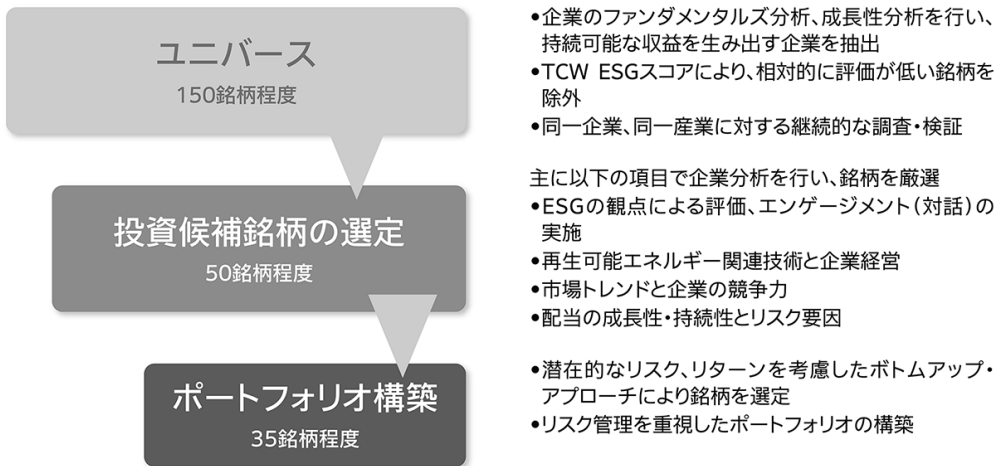 ユニバース
150銘柄程度
•企業のファンダメンタルズ分析、成長性分析を行い、
持続可能な収益を生み出す企業を抽出
•TCW ESGスコアにより、相対的に評価が低い銘柄を
除外
•同一企業、同一産業に対する継続的な調査・検証
投資候補銘柄の選定
50銘柄程度
主に以下の項目で企業分析を行い、銘柄を厳選
•ESGの観点による評価、エンゲージメント（対話）の
実施
•再生可能エネルギー関連技術と企業経営
•市場トレンドと企業の競争力
•配当の成長性・持続性とリスク要因
ポートフォリオ構築
35銘柄程度
•潜在的なリスク、リターンを考慮したボトムアップ・
アプローチにより銘柄を選定
•リスク管理を重視したポートフォリオの構築